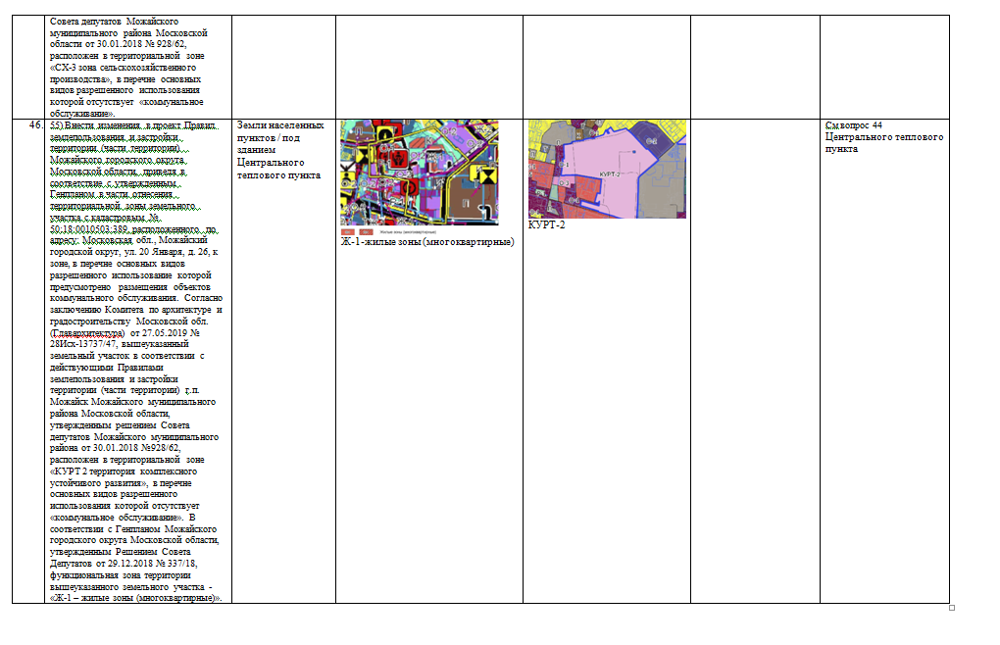 Совета депутатов Можайского
муниципального района Московской
области от 30.01.2018 № 928/62,
расположен в территориальной зоне
«СХ-3 зона сельскохозяйственного
производства», в перечне основных
видов разрешенного использования
которой отсутствует «коммунальное
обслуживание».
46.
55) Внести изменения в проект Правил
землепользования и застройки
территории (части территории)
Можайского городского округа
Московской области, приведя в
соответствие с утвержденным
Генпланом в части отнесения
территориальной зоны земельного
участка с кадастровым №
50:18:0010503:389, расположенного по
адресу: Московская обл., Можайский
городской округ, ул. 20 Января, д. 26, к
зоне, в перечне основных видов
разрешенного использование которой
предусмотрено размещения объектов
коммунального обслуживания. Согласно
заключению Комитета по архитектуре и
градостроительству Московской обл.
(Главархитектура) от 27.05.2019 №
28Исх-13737/47, вышеуказанный
земельный участок в соответствии с
действующими Правилами
землепользования и застройки
территории (части территории) г.п.
Можайск Можайского муниципального
района Московской области,
утвержденным решением Совета
депутатов Можайского муниципального
района от 30.01.2018 №928/62,
расположен в территориальной зоне
«КУРТ 2 территория комплексного
устойчивого развития», в перечне
основных видов разрешенного
использования которой отсутствует
«коммунальное обслуживание». В
соответствии с Генпланом Можайского
городского округа Московской области,
утвержденным Решением Совета
Депутатов от 29.12.2018 № 337/18,
функциональная зона территории
вышеуказанного земельного участка -
«Ж-1 – жилые зоны (многоквартирные)».
Земли населенных
пунктов / под
зданием
Центрального
теплового пункта
Ж-1-жилые зоны (многоквартирные)
КУРТ-2
КУРТ-2
См вопрос 44
Центрального теплового
пункта